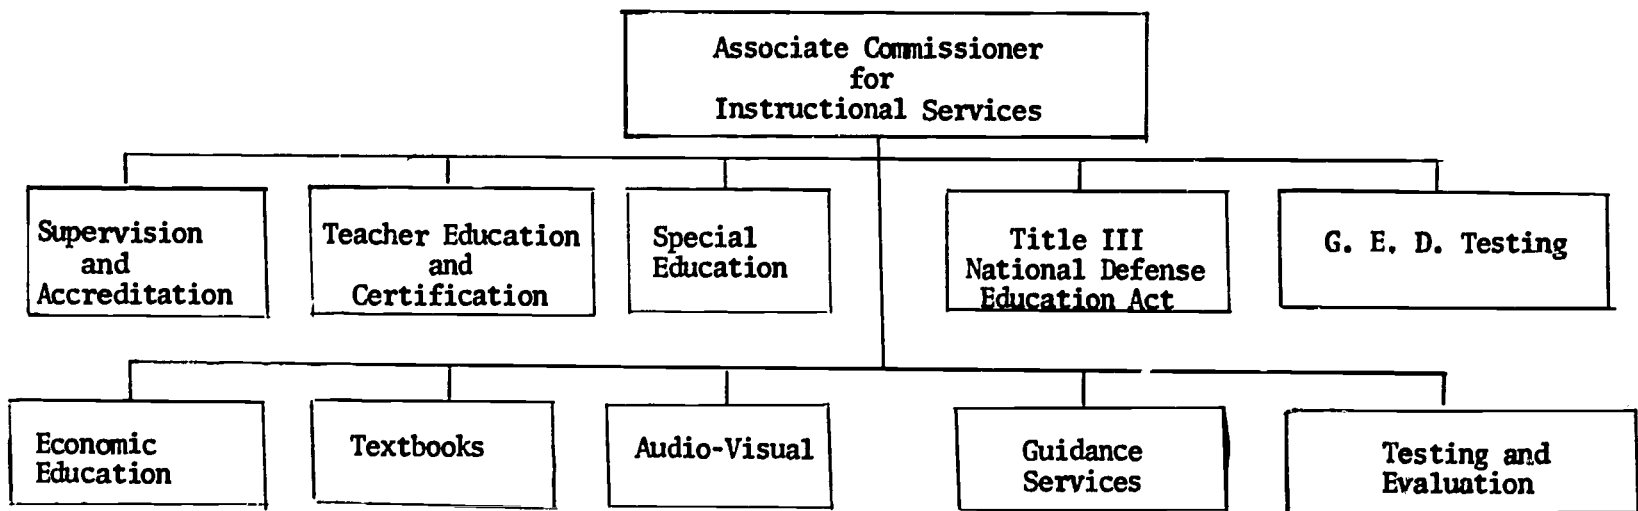 Associate Commissioner
for
Instructional Services
Supervision
and
Accreditation
Teacher Education
and
Certification
Special
Education
Title III
National Defense
Education Act
G. E. D. Testing
Economic
Education
Textbooks
Audio-Visual
Guidance
Services
Testing and
Evaluation